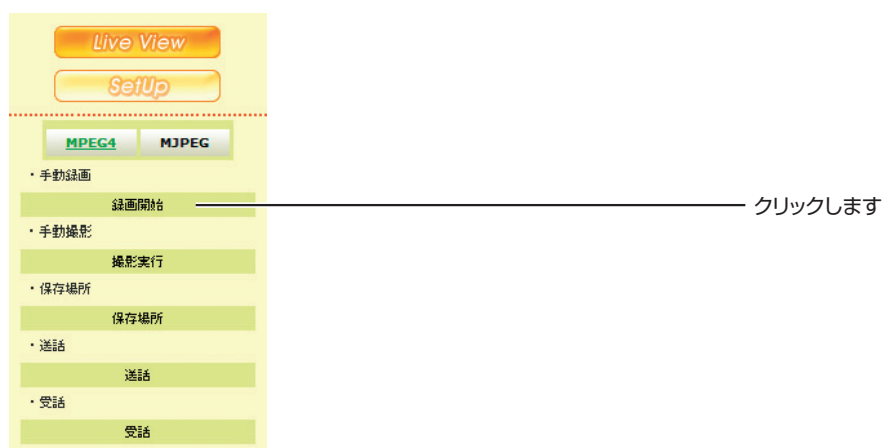 Live View
SetUp
MPEG4 MJPEG
・手動録画
録画開始
クリックします
・手動撮影
撮影実行
・保存場所
保存場所
・送話
送話
・受話
受話